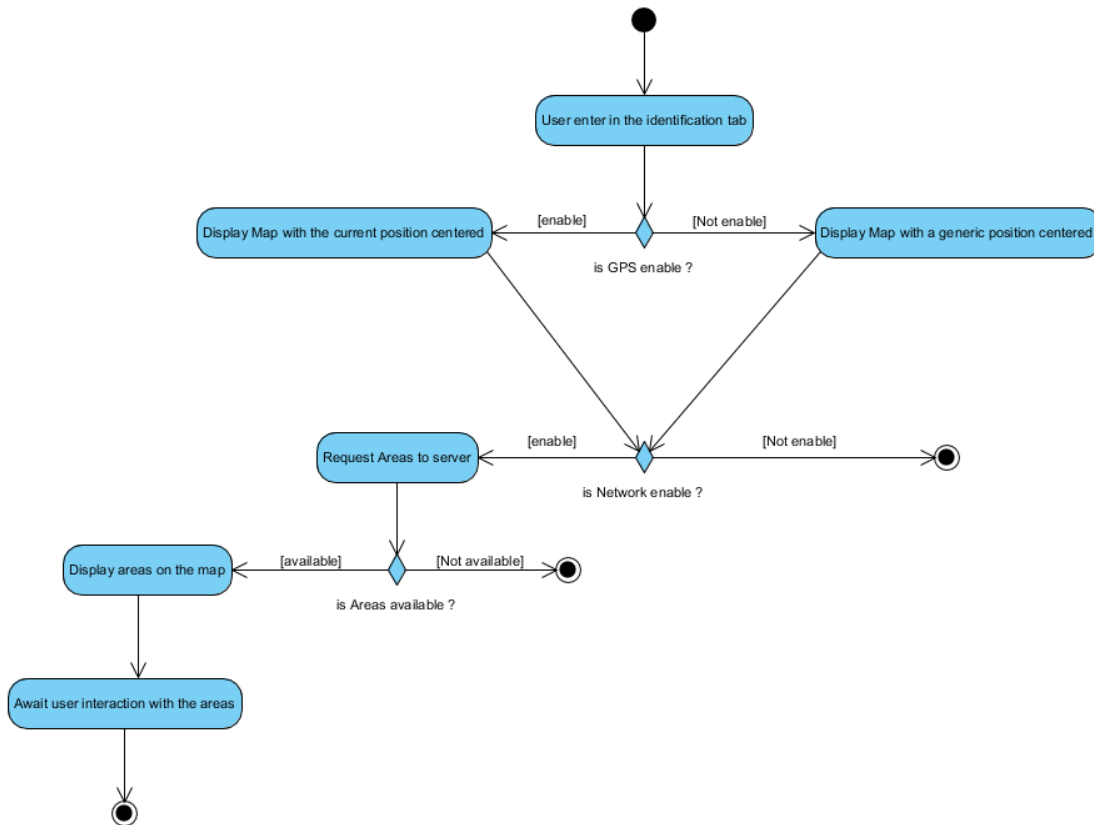 User enter in the identification tab
[enable]
[Not enable]
Display Map with the current position centered
Display Map with a generic position centered
is GPS enable ?
[enable]
[Not enable]
Request Areas to server
is Network enable ?
[available]
[Not available]
Display areas on the map
is Areas available ?
Await user interaction with the areas